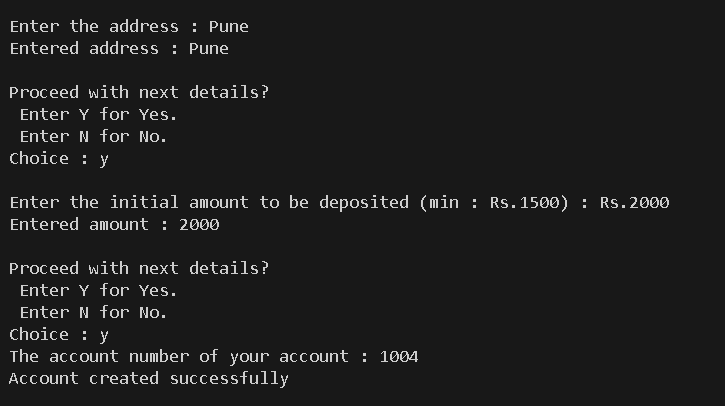 Enter the address : Pune
Entered address : Pune
Proceed with next details?
Enter Y for Yes.
Enter N for No.
Choice : y
Enter the initial amount to be deposited (min : Rs.1500) : Rs.2000
Entered amount : 2000
Proceed with next details?
Enter Y for Yes.
Enter N for No.
Choice : y
The account number of your account : 1004
Account created successfully